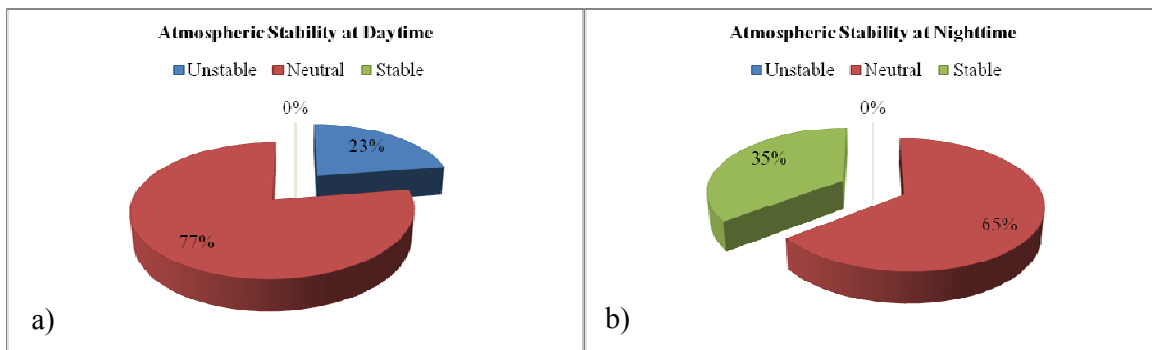 Atmospheric Stability at Daytime
Unstable Neutral Stable
0%
23%
77%
a)
Atmospheric Stability at Nighttime
Unstable Neutral Stable
0%
35%
65%
b)